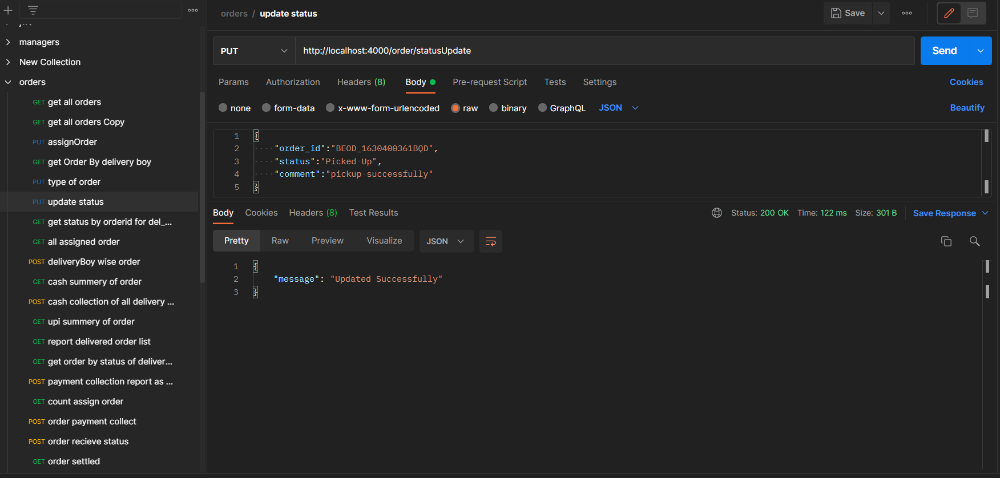 managers
New Collection
orders
GET get all orders
GET get all orders Copy
PUT assignOrder
GET get Order By delivery boy
PUT type of order
PUT update status
GET get status by orderid for del_...
GET all assigned order
POST deliveryBoy wise order
GET cash summery of order
POST cash collection of all delivery ...
GET upi summery of order
GET report delivered order list
GET get order by status of deliver...
POST payment collection report as ...
GET count assign order
POST order payment collect
POST order recieve status
GET order settled
orders / update status
Save
PUT http://localhost:4000/order/statusUpdate Send
Params Authorization Headers (8) Body Pre-request Script Tests Settings Cookies
none form-data x-www-form-urlencoded raw binary GraphQL JSON Beautify
1 {
2 "order_id":"BEOD_1630400361BQD",
3 "status":"Picked Up",
4 "comment":"pickup successfully"
5 }
Body Cookies Headers (8) Test Results Status: 200 OK Time: 122 ms Size: 301 B Save Response
Pretty Raw Preview Visualize JSON
1 {
2 "message": "Updated Successfully"
3 }